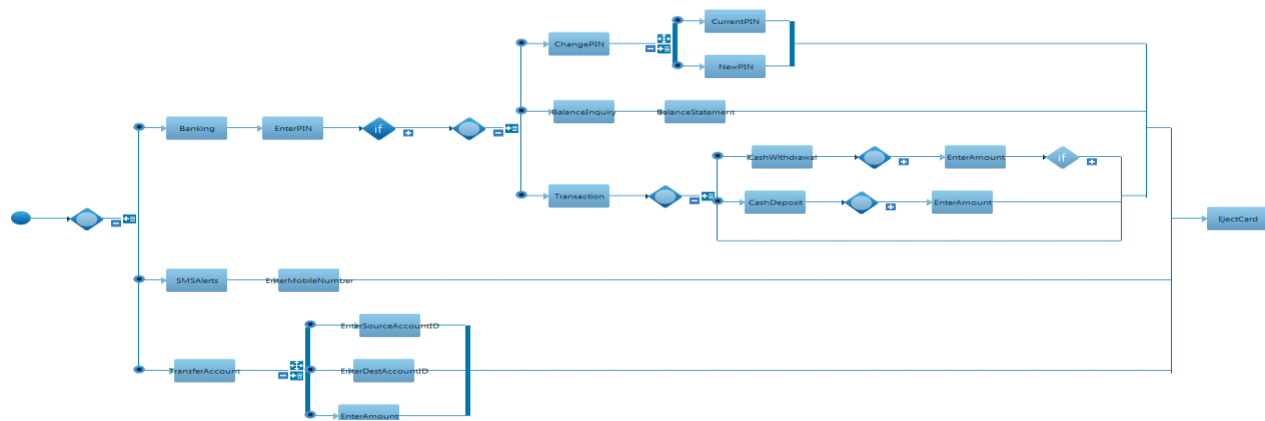 CurrentPIN
ChangePIN
NewPIN
BalanceInquiry
BalanceStatement
Banking
EnterPIN
if
CashWithdrawal
EnterAmount
if
Transaction
CashDeposit
EnterAmount
EjectCard
SMSAlerts
EnterMobileNumber
EnterSourceAccountID
TransferAccount
EnterDestAccountID
EnterAmount